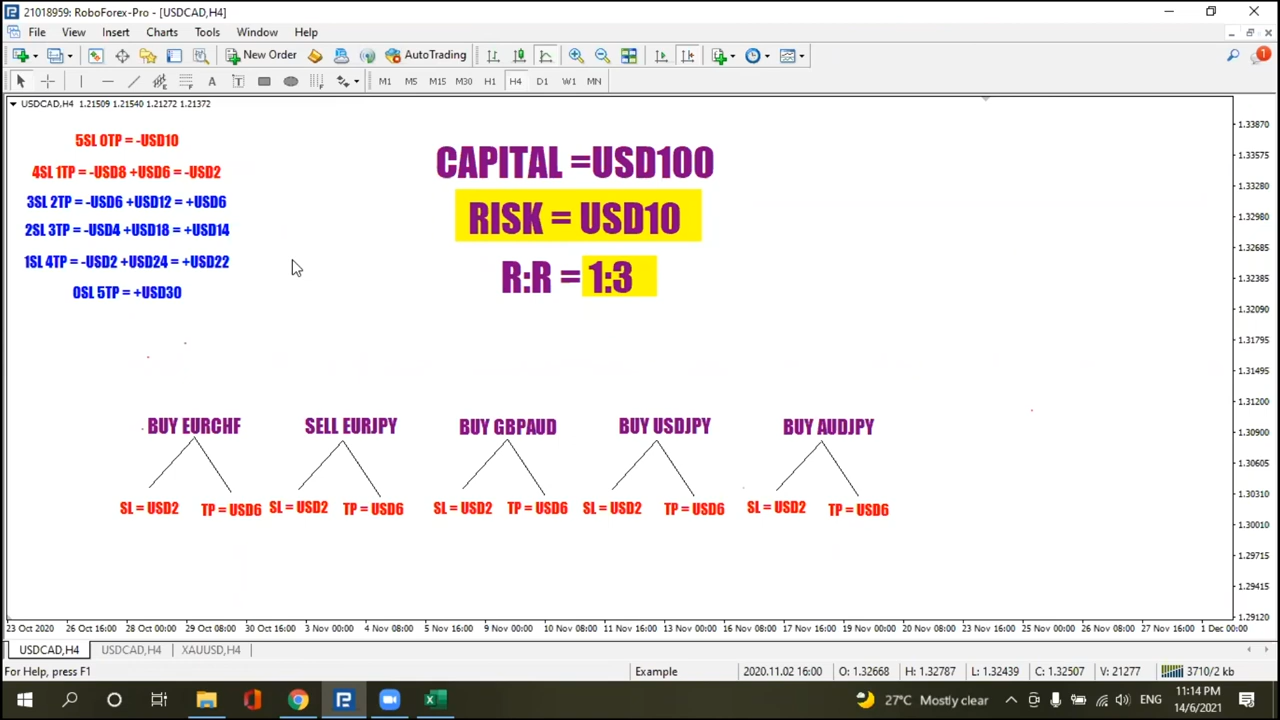 21018959: RoboForex-Pro - [USDCAD,H4]
File View Insert Charts Tools Window Help
New Order AutoTrading
A T M1 M5 M15 M30 H1 H4 D1 W1 MN
USDCAD,H4 1.21509 1.21540 1.21272 1.21372
5SL 0TP = -USD10
4SL 1TP = -USD8 +USD6 = -USD2
3SL 2TP = -USD6 +USD12 = +USD6
2SL 3TP = -USD4 +USD18 = +USD14
1SL 4TP = -USD2 +USD24 = +USD22
0SL 5TP = +USD30
CAPITAL =USD100
RISK = USD10
R:R = 1:3
BUY EURCHF SELL EURJPY BUY GBPAUD BUY USDJPY BUY AUDJPY
SL = USD2 TP = USD6 SL = USD2 TP = USD6 SL = USD2 TP = USD6 SL = USD2 TP = USD6 SL = USD2 TP = USD6
1.33870
1.33575
1.33280
1.32980
1.32685
1.32385
1.32090
1.31795
1.31495
1.31200
1.30900
1.30605
1.30310
1.30010
1.29715
1.29415
1.29120
23 Oct 2020 26 Oct 16:00 28 Oct 00:00 29 Oct 08:00 30 Oct 16:00 3 Nov 00:00 4 Nov 08:00 5 Nov 16:00 9 Nov 00:00 10 Nov 08:00 11 Nov 16:00 13 Nov 00:00 16 Nov 08:00 17 Nov 16:00 19 Nov 00:00 20 Nov 08:00 23 Nov 16:00 25 Nov 00:00 26 Nov 08:00 27 Nov 16:00 1 Dec 00:00
USDCAD,H4 USDCAD,H4 XAUUSD,H4
For Help, press F1 Example 2020.11.02 16:00 O: 1.32668 H: 1.32787 L: 1.32439 C: 1.32507 V: 21277 3710/2 kb
27°C Mostly clear ENG 11:14 PM
14/6/2021